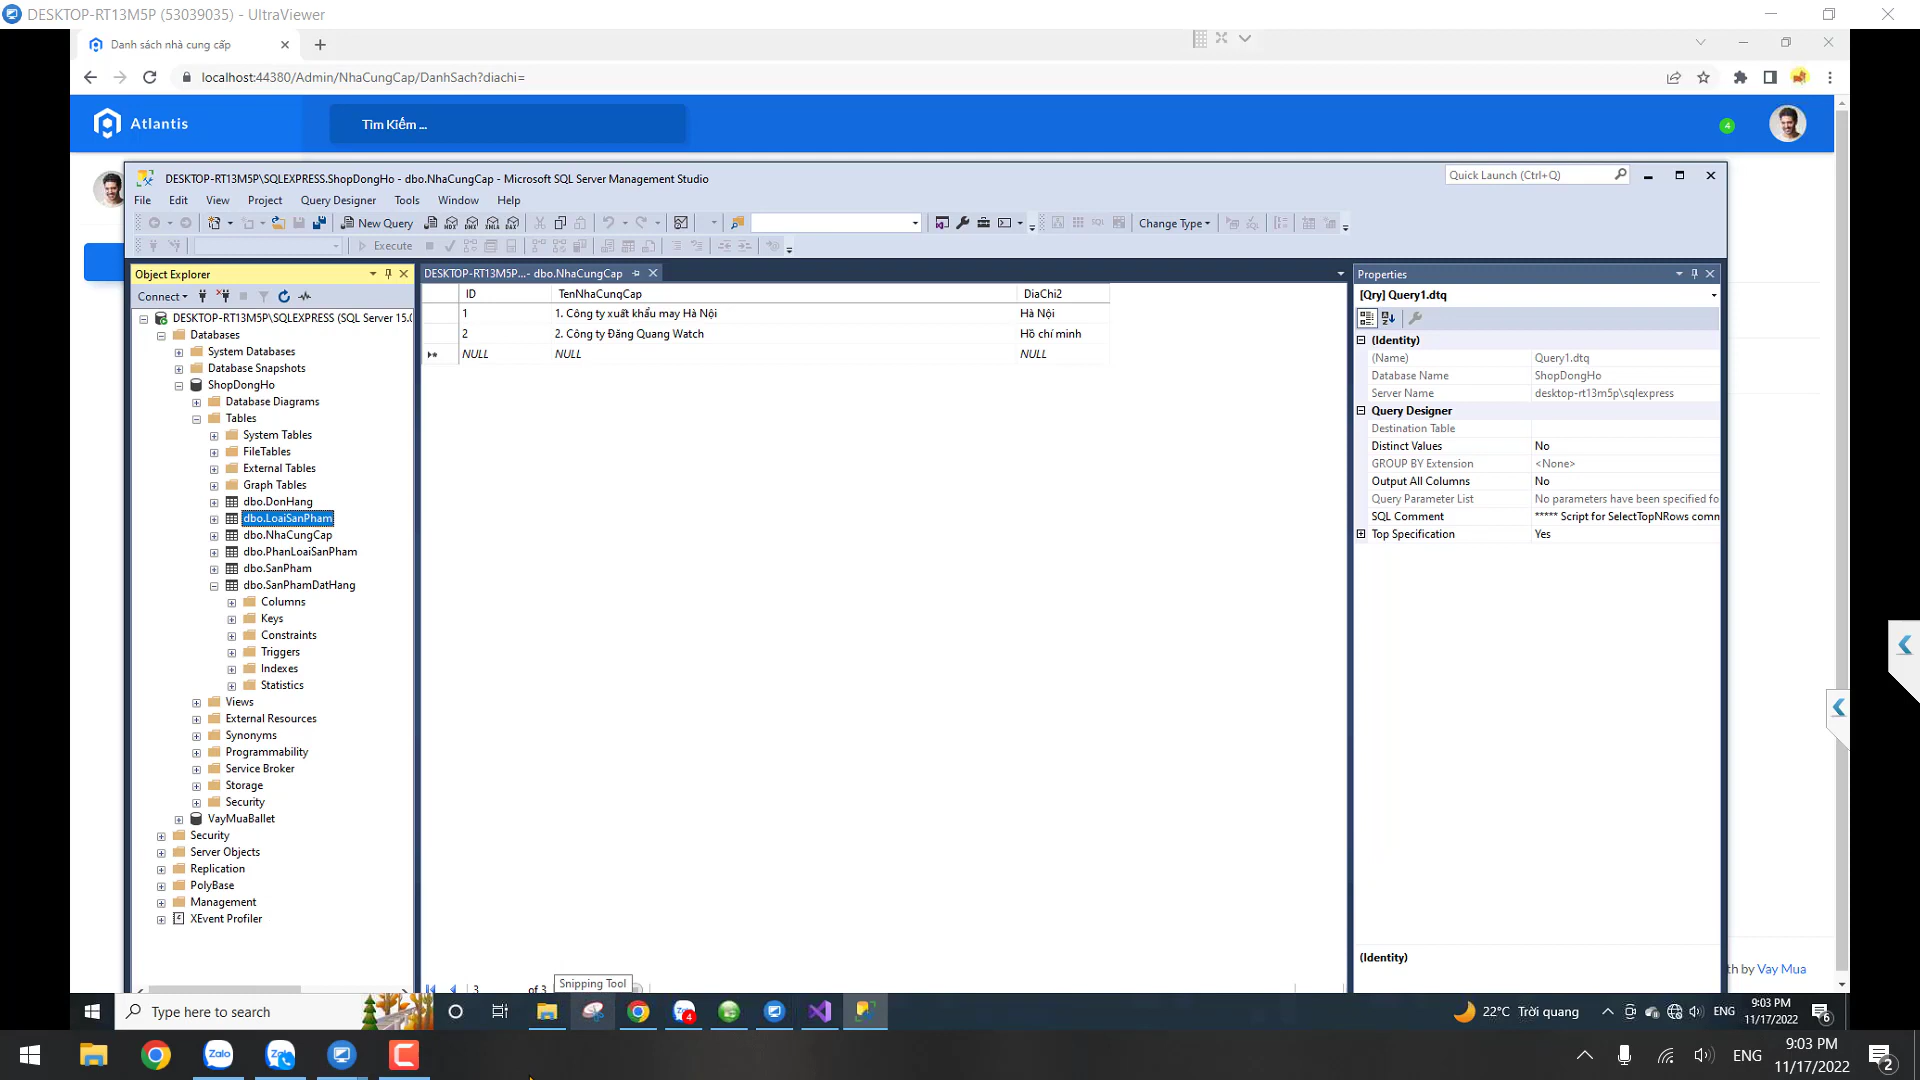 DESKTOP-RT13M5P (53039035) - UltraViewer
Danh sách nhà cung cấp
localhost:44380/Admin/NhaCungCap/DanhSach?diachi=
Atlantis
Tìm Kiếm ...
4
DESKTOP-RT13M5P\SQLEXPRESS.ShopDongHo - dbo.NhaCungCap - Microsoft SQL Server Management Studio
Quick Launch (Ctrl+Q)
File Edit View Project Query Designer Tools Window Help
New Query
Change Type
Execute
Object Explorer
DESKTOP-RT13M5P...- dbo.NhaCungCap
Properties
Connect
ID TenNhaCungCap DiaChi2
[Qry] Query1.dtq
DESKTOP-RT13M5P\SQLEXPRESS (SQL Server 15.0
1 1. Công ty xuất khẩu may Hà Nội Hà Nội
2 2. Công ty Đăng Quang Watch Hồ chí minh
NULL NULL NULL
Databases
System Databases
Database Snapshots
ShopDongHo
Database Diagrams
Tables
System Tables
FileTables
External Tables
Graph Tables
dbo.DonHang
dbo.LoaiSanPham
dbo.NhaCungCap
dbo.PhanLoaiSanPham
dbo.SanPham
dbo.SanPhamDatHang
Columns
Keys
Constraints
Triggers
Indexes
Statistics
Views
External Resources
Synonyms
Programmability
Service Broker
Storage
Security
VayMuaBallet
Security
Server Objects
Replication
PolyBase
Management
XEvent Profiler
(Identity)
(Name) Query1.dtq
Database Name ShopDongHo
Server Name desktop-rt13m5p\sqlexpress
Query Designer
Destination Table
Distinct Values No
GROUP BY Extension <None>
Output All Columns No
Query Parameter List No parameters have been specified fo
SQL Comment ***** Script for SelectTopNRows comn
Top Specification Yes
(Identity)
th by Vay Mua
Snipping Tool
3 of 3
Type here to search
4
22°C Trời quang
ENG
9:03 PM
11/17/2022
6
Zalo
ENG
9:03 PM
11/17/2022
2